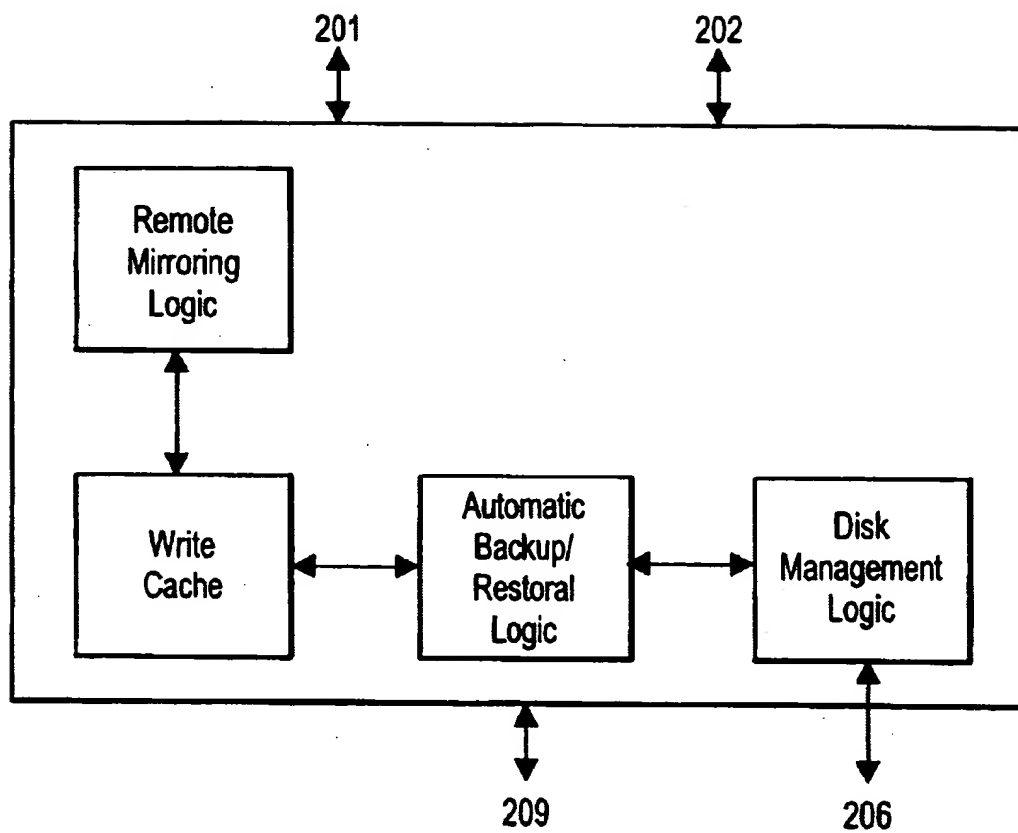 201
202
Remote
Mirroring
Logic
Write
Cache
Automatic
Backup/
Restoral
Logic
Disk
Management
Logic
209
206